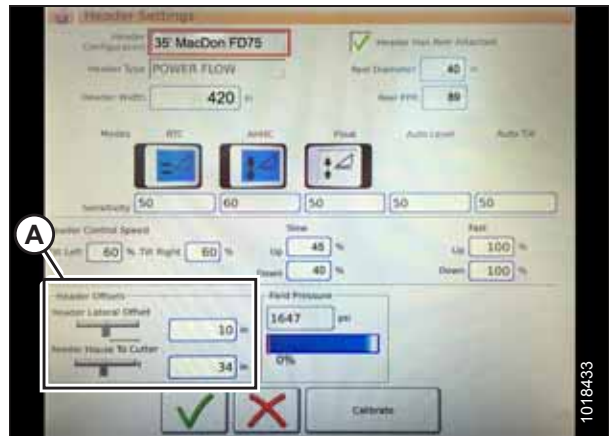 Header Settings
Header Configuration 35' MacDon FD75 Header Has Reel Attached
Header Type POWER FLOW Reel Diameter 40 in
Header Width 420 in Reel PPR 89
Modes RTC AHHC Float Auto Level Auto Tilt
Sensitivity 50 60 50 50 50
Header Control Speed Slow Fast
Tilt Left 60 % Tilt Right 60 % Up 45 % Up 100 %
Down 40 % Down 100 %
A
Header Offsets Field Pressure
Header Lateral Offset 1647 psi
10 in
Feeder House To Cutter 0%
34 in
Calibrate
1018433